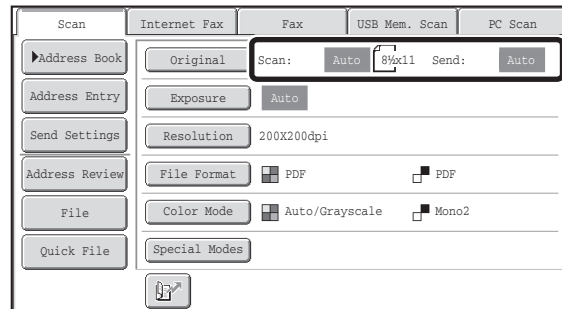 Scan Internet Fax Fax USB Mem. Scan PC Scan
Address Book Original Scan: Auto 8½x11 Send: Auto
Address Entry Exposure Auto
Send Settings Resolution 200X200dpi
Address Review File Format PDF PDF
File Color Mode Auto/Grayscale Mono2
Quick File Special Modes